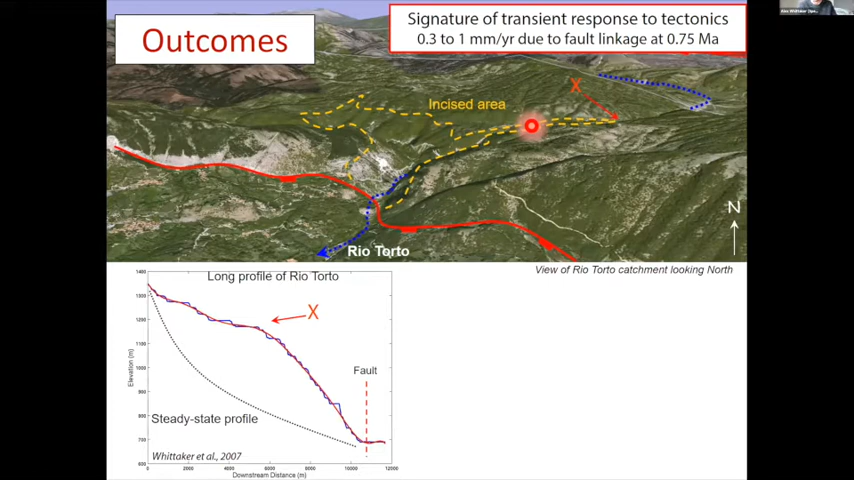 Outcomes
Signature of transient response to tectonics
0.3 to 1 mm/yr due to fault linkage at 0.75 Ma
X
Incised area
N
Rio Torto
View of Rio Torto catchment looking North
Long profile of Rio Torto
1400
1300
1200
1100
1000
900
800
700
600
Elevation (m)
X
Fault
Steady-state profile
Whittaker et al., 2007
0
2000
4000
6000
8000
10000
12000
Downstream Distance (m)